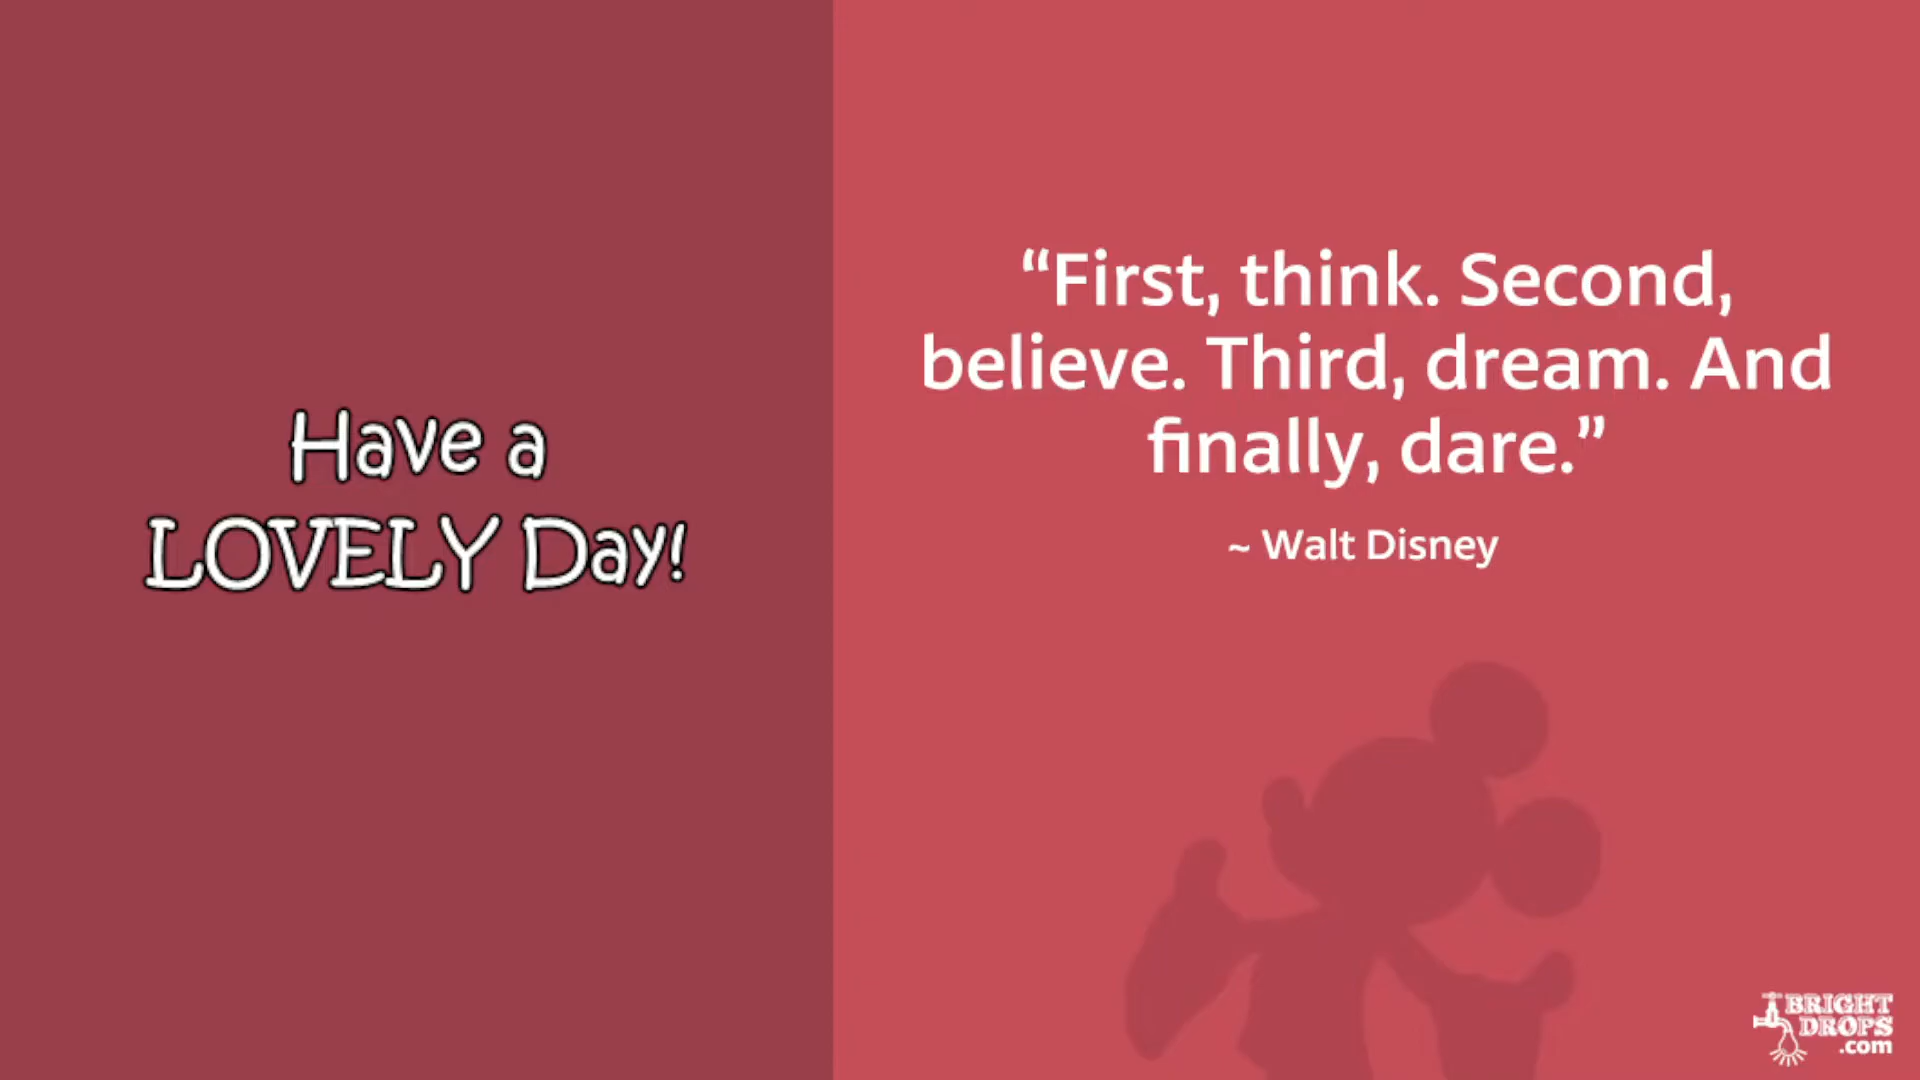 Have a
LOVELY Day!
“First, think. Second,
believe. Third, dream. And
finally, dare.”
~ Walt Disney
BRIGHT
DROPS
.com